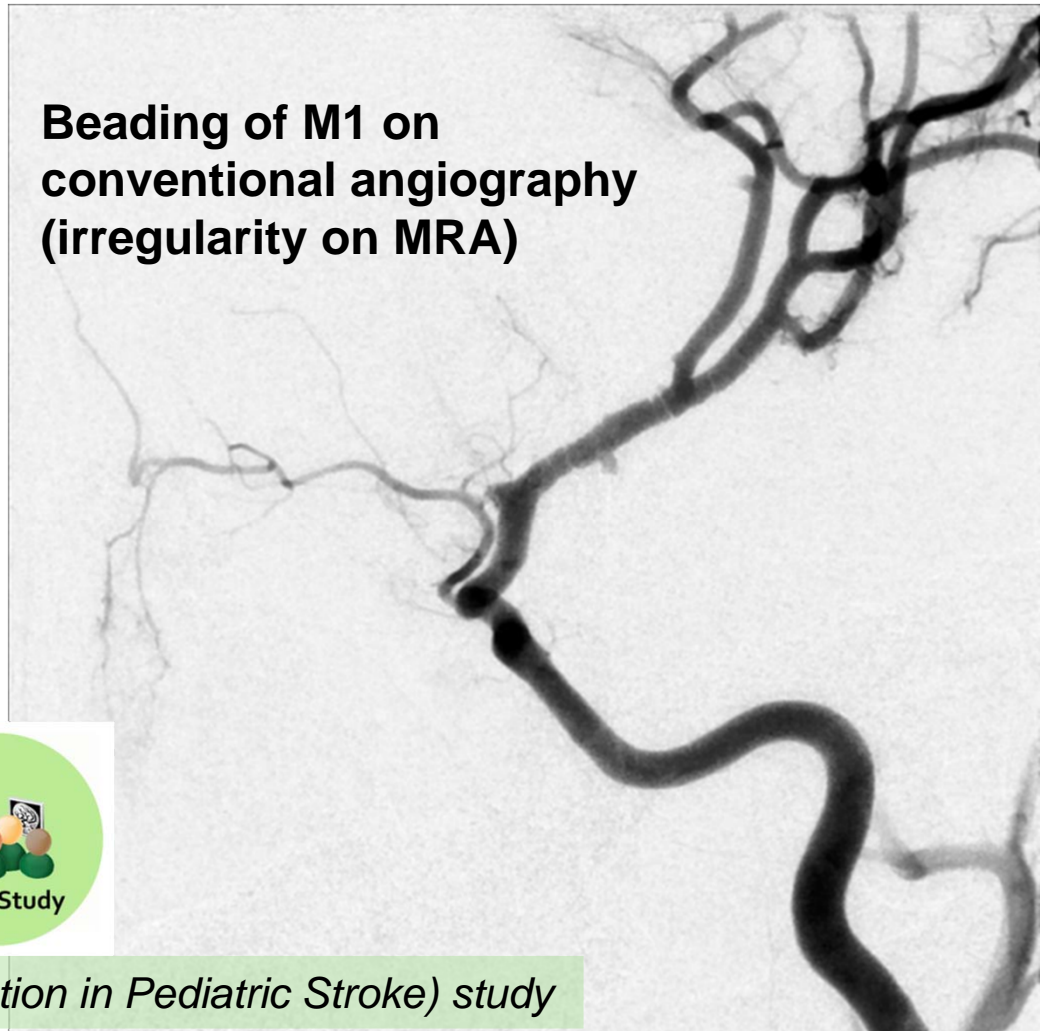 Beading of M1 on
conventional angiography
(irregularity on MRA)
Study
tion in Pediatric Stroke) study